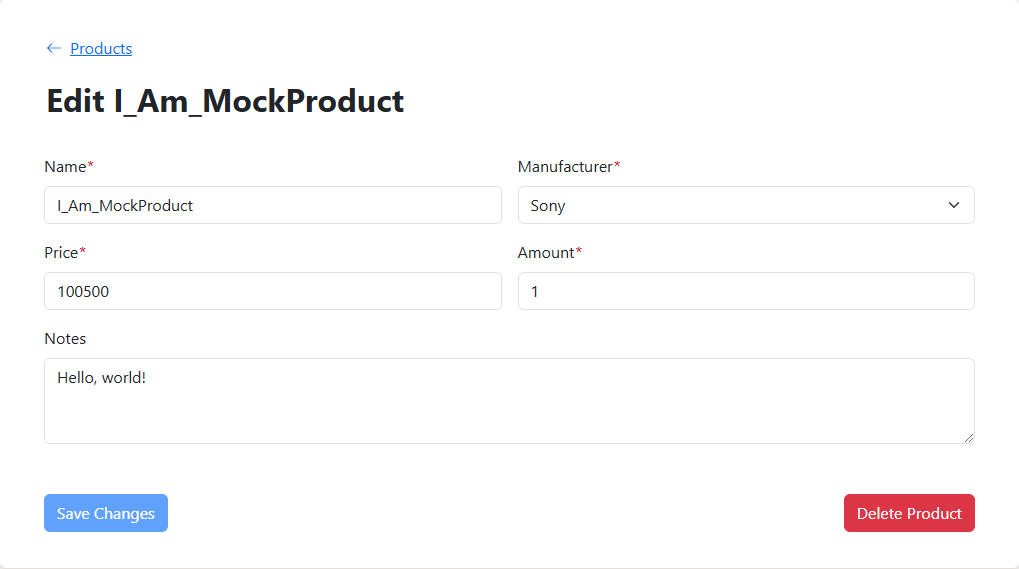 ← Products
Edit I_Am_MockProduct
Name* Manufacturer*
I_Am_MockProduct Sony
Price* Amount*
100500 1
Notes
Hello, world!
Save Changes Delete Product